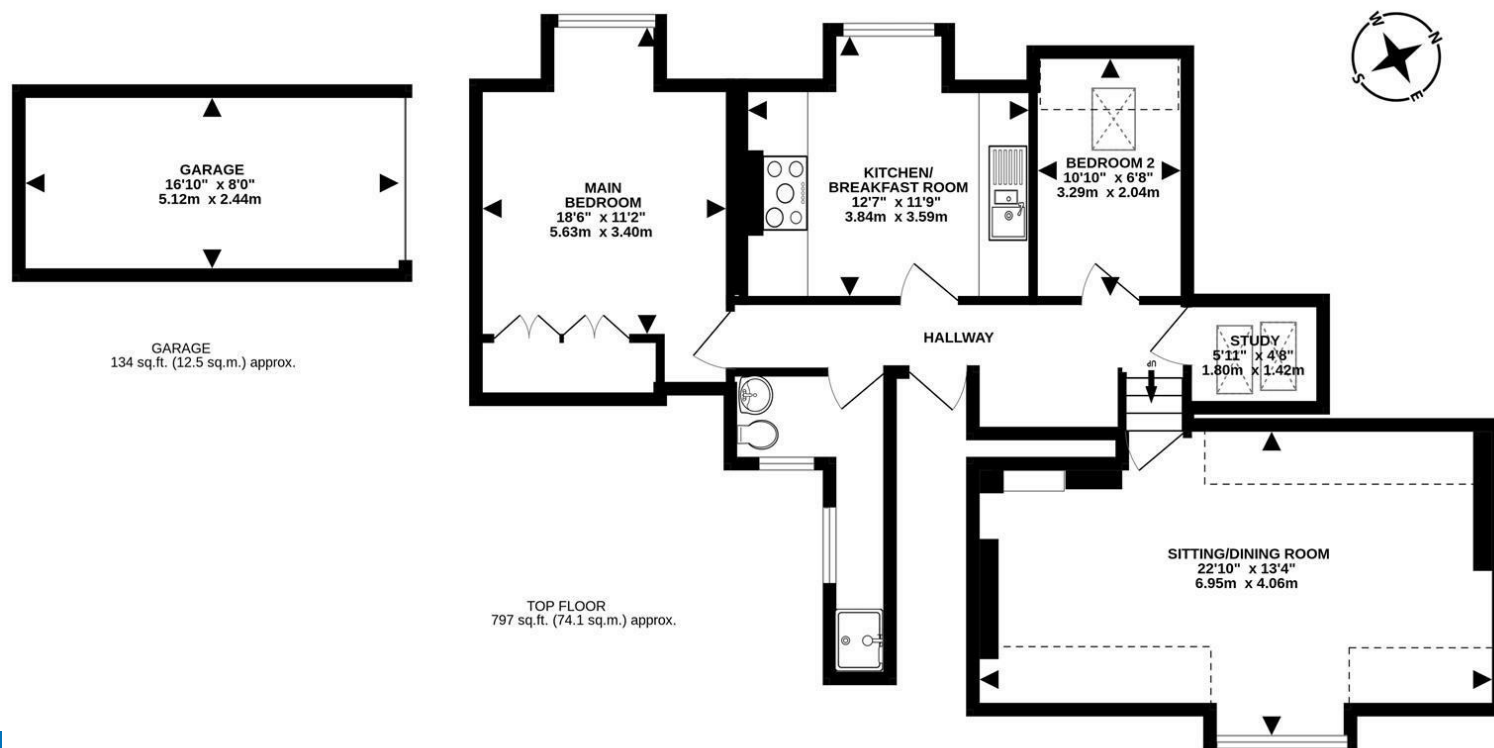 W
N
S
E
GARAGE
16'10" x 8'0"
5.12m x 2.44m
MAIN
BEDROOM
18'6" x 11'2"
5.63m x 3.40m
KITCHEN/
BREAKFAST ROOM
12'7" x 11'9"
3.84m x 3.59m
BEDROOM 2
10'10" x 6'8"
3.29m x 2.04m
HALLWAY
STUDY
5'11" x 4'8"
1.80m x 1.42m
UP
GARAGE
134 sq.ft. (12.5 sq.m.) approx.
SITTING/DINING ROOM
22'10" x 13'4"
6.95m x 4.06m
TOP FLOOR
797 sq.ft. (74.1 sq.m.) approx.